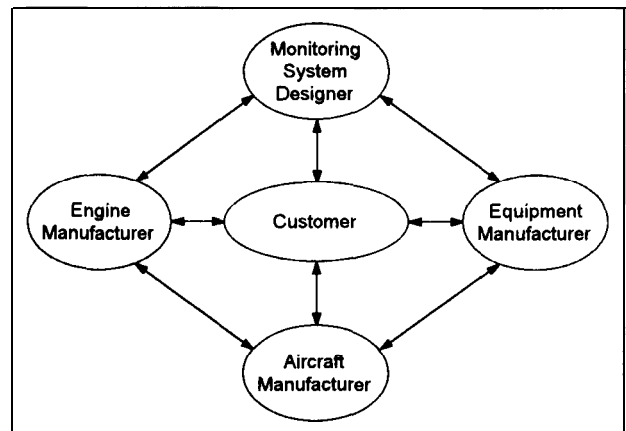 Monitoring
System
Designer
Engine
Manufacturer
Customer
Equipment
Manufacturer
Aircraft
Manufacturer